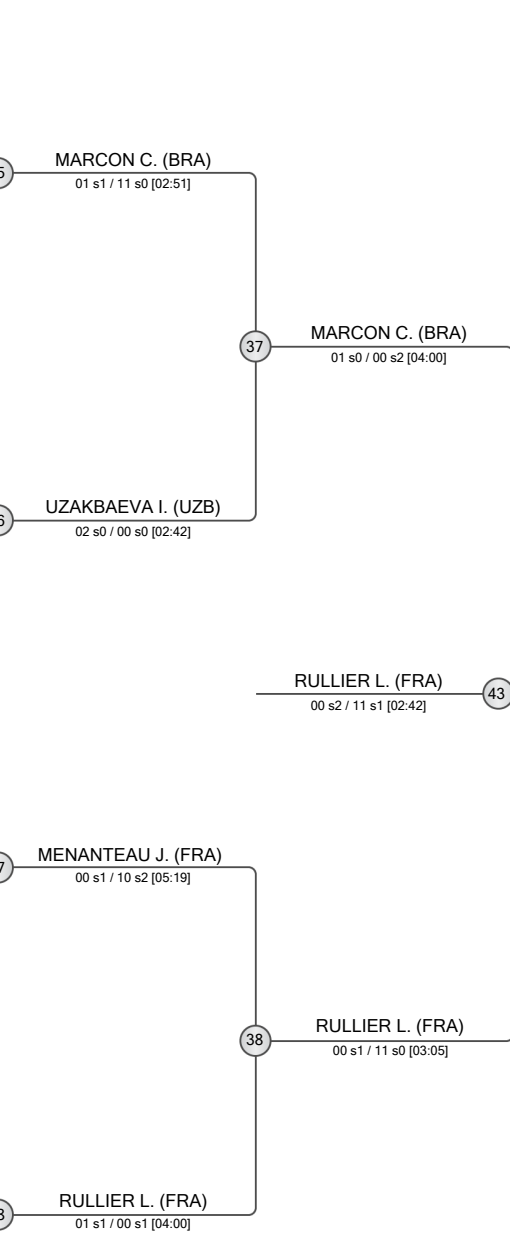 MARCON C. (BRA)
5
01 s1 / 11 s0 [02:51]
MARCON C. (BRA)
37
01 s0 / 00 s2 [04:00]
UZAKBAEVA I. (UZB)
6
02 s0 / 00 s0 [02:42]
RULLIER L. (FRA)
43
00 s2 / 11 s1 [02:42]
MENANTEAU J. (FRA)
7
00 s1 / 10 s2 [05:19]
RULLIER L. (FRA)
38
00 s1 / 11 s0 [03:05]
RULLIER L. (FRA)
01 s1 / 00 s1 [04:00]